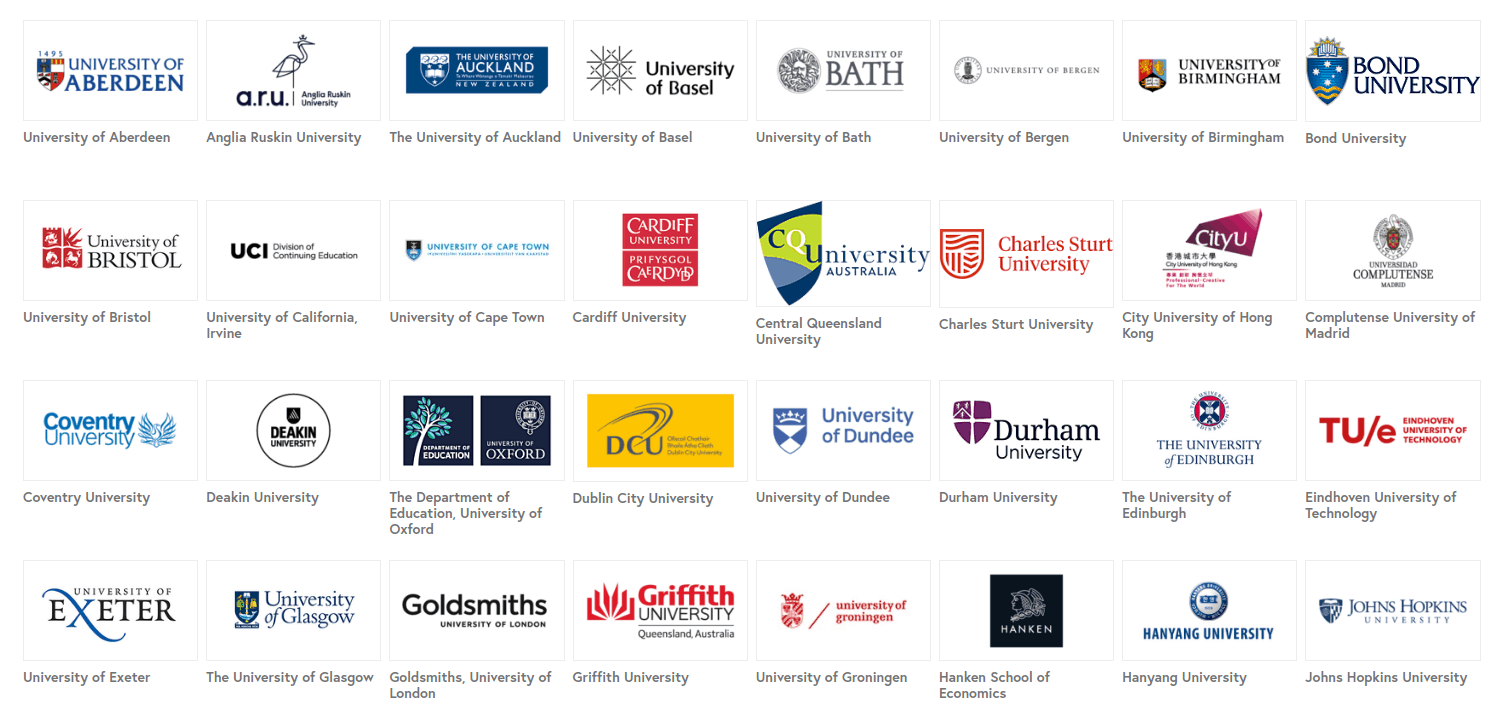 1495
UNIVERSITY OF
ABERDEEN
a.r.u.
Anglia Ruskin
University
THE UNIVERSITY OF
AUCKLAND
Te Whare Wānanga o Tāmaki Makaurau
NEW ZEALAND
University
of Basel
UNIVERSITY OF
BATH
UNIVERSITY OF BERGEN
UNIVERSITYOF
BIRMINGHAM
BOND
UNIVERSITY
University of Aberdeen
Anglia Ruskin University
The University of Auckland
University of Basel
University of Bath
University of Bergen
University of Birmingham
Bond University
University of
BRISTOL
UCI
Division of
Continuing Education
UNIVERSITY OF CAPE TOWN
CARDIFF
UNIVERSITY
PRIFYSGOL
CAERDYDD
CQUniversity
AUSTRALIA
Charles Sturt
University
CityU
香港城市大學
City University of Hong Kong
專業 創新 胸懷全球
Professional·Creative
For The World
UNIVERSIDAD
COMPLUTENSE
MADRID
University of Bristol
University of California,
Irvine
University of Cape Town
Cardiff University
Central Queensland
University
Charles Sturt University
City University of Hong
Kong
Complutense University of
Madrid
Coventry
University
DEAKIN
UNIVERSITY
DEPARTMENT OF
EDUCATION
UNIVERSITY OF
OXFORD
DCU
Ollscoil Chathair
Bhaile Átha Cliath
Dublin City University
University
of Dundee
Durham
University
THE UNIVERSITY
of EDINBURGH
TU/e
EINDHOVEN
UNIVERSITY OF
TECHNOLOGY
Coventry University
Deakin University
The Department of
Education, University of
Oxford
Dublin City University
University of Dundee
Durham University
The University of
Edinburgh
Eindhoven University of
Technology
UNIVERSITY OF
EXETER
University
of Glasgow
Goldsmiths
UNIVERSITY OF LONDON
Griffith
UNIVERSITY
Queensland, Australia
university of
groningen
HANKEN
HANYANG UNIVERSITY
JOHNS HOPKINS
UNIVERSITY
University of Exeter
The University of Glasgow
Goldsmiths, University of
London
Griffith University
University of Groningen
Hanken School of
Economics
Hanyang University
Johns Hopkins University